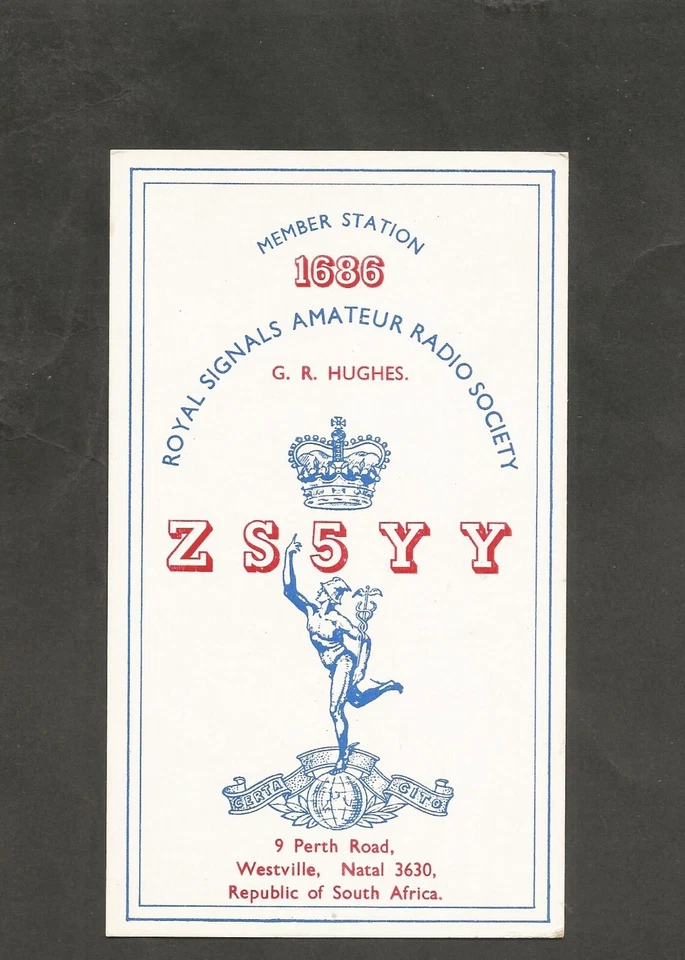 MEMBER STATION
1686
ROYAL SIGNALS AMATEUR RADIO SOCIETY
G. R. HUGHES.
ZS5YY
CERTA CITO
9 Perth Road,
Westville, Natal 3630,
Republic of South Africa.